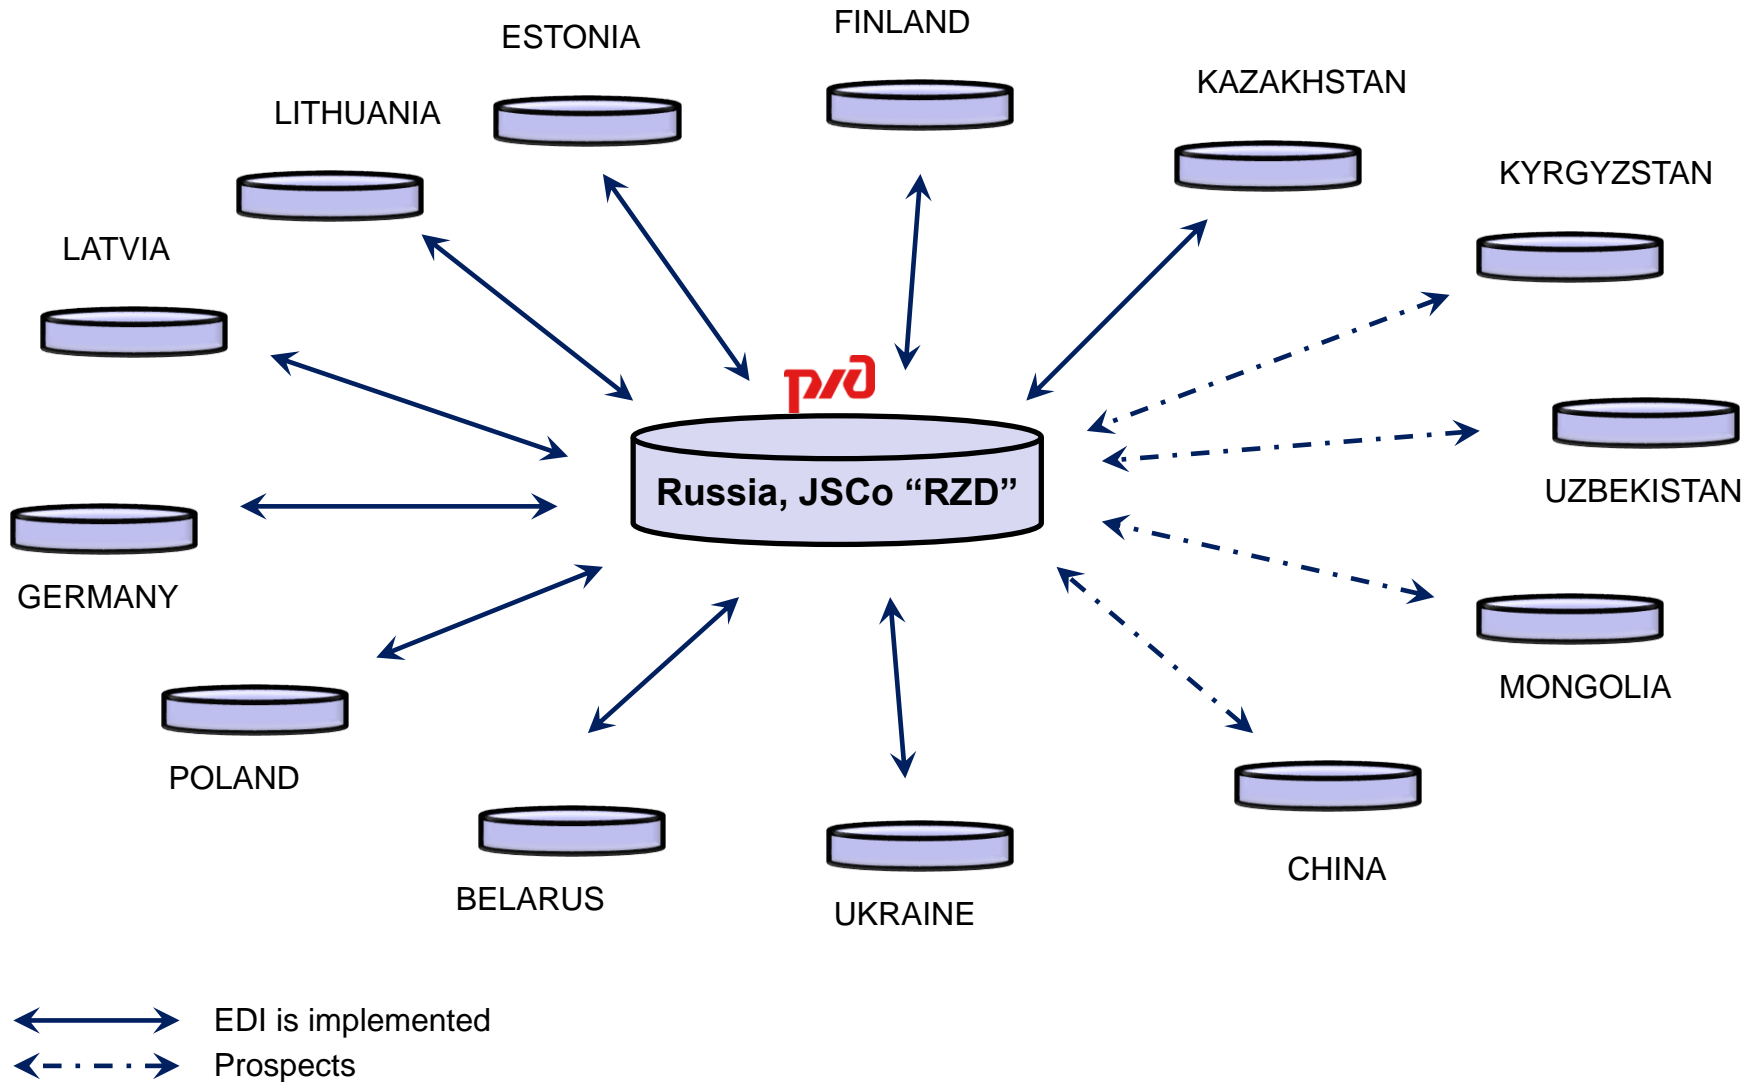 FINLAND
ESTONIA
KAZAKHSTAN
LITHUANIA
KYRGYZSTAN
LATVIA
Russia, JSCo “RZD”
UZBEKISTAN
GERMANY
MONGOLIA
POLAND
CHINA
BELARUS
UKRAINE
EDI is implemented
Prospects